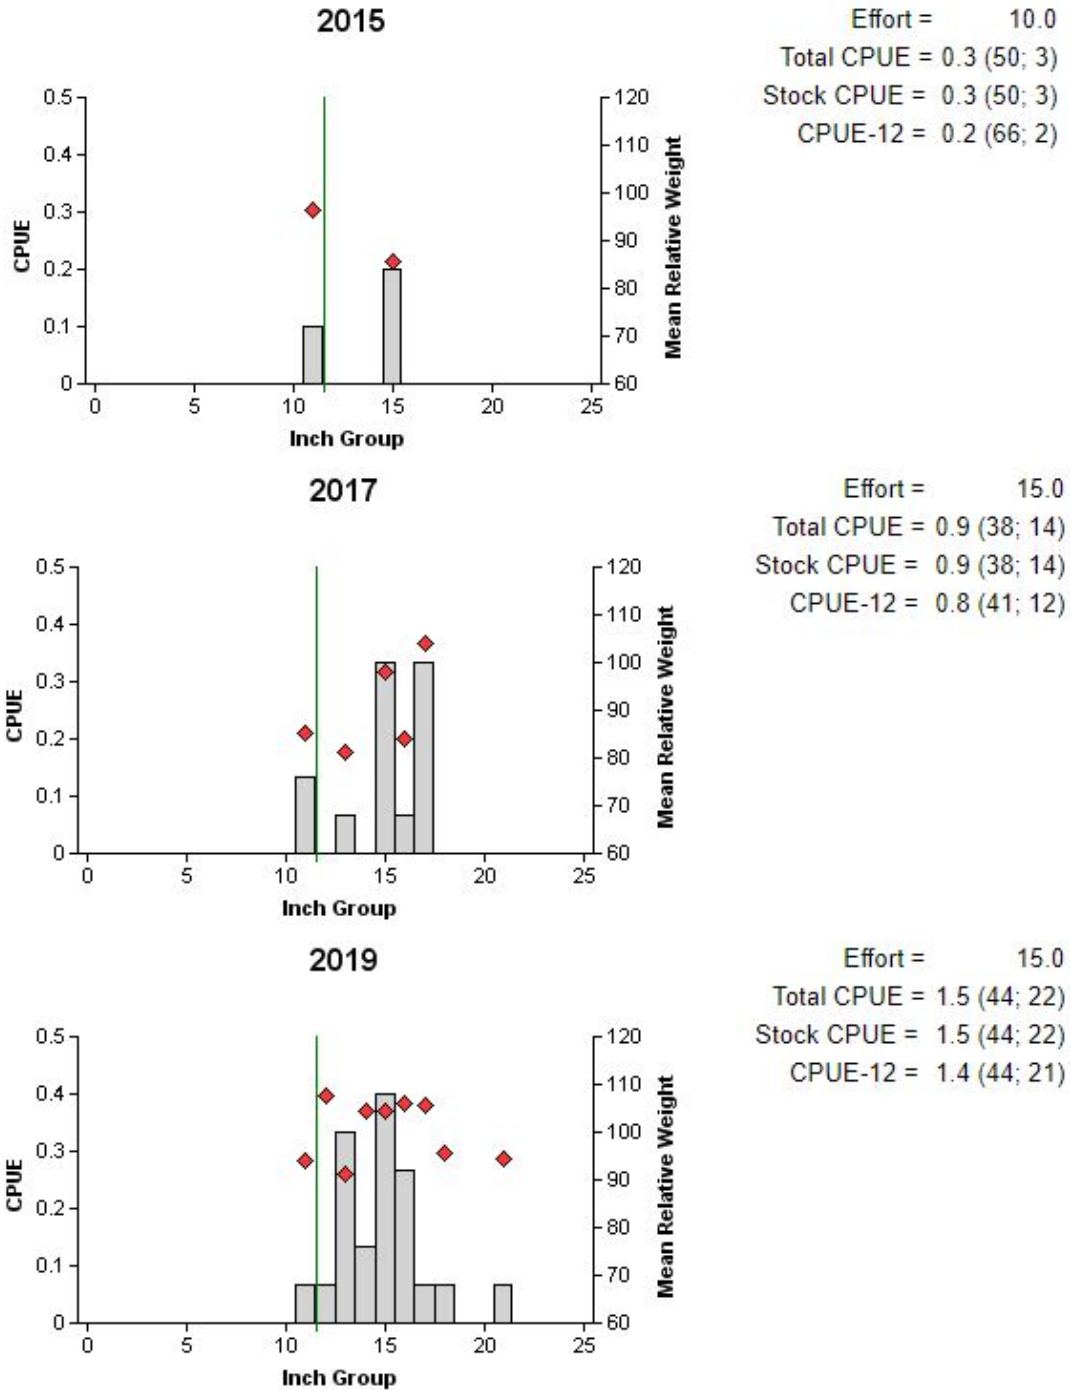 2015
Effort = 10.0
Total CPUE = 0.3 (50; 3)
Stock CPUE = 0.3 (50; 3)
CPUE-12 = 0.2 (66; 2)
0.5
0.4
0.3
0.2
0.1
0
CPUE
120
110
100
90
80
70
60
Mean Relative Weight
0 5 10 15 20 25
Inch Group
2017
Effort = 15.0
Total CPUE = 0.9 (38; 14)
Stock CPUE = 0.9 (38; 14)
CPUE-12 = 0.8 (41; 12)
0.5
0.4
0.3
0.2
0.1
0
CPUE
120
110
100
90
80
70
60
Mean Relative Weight
0 5 10 15 20 25
Inch Group
2019
Effort = 15.0
Total CPUE = 1.5 (44; 22)
Stock CPUE = 1.5 (44; 22)
CPUE-12 = 1.4 (44; 21)
0.5
0.4
0.3
0.2
0.1
0
CPUE
120
110
100
90
80
70
60
Mean Relative Weight
0 5 10 15 20 25
Inch Group